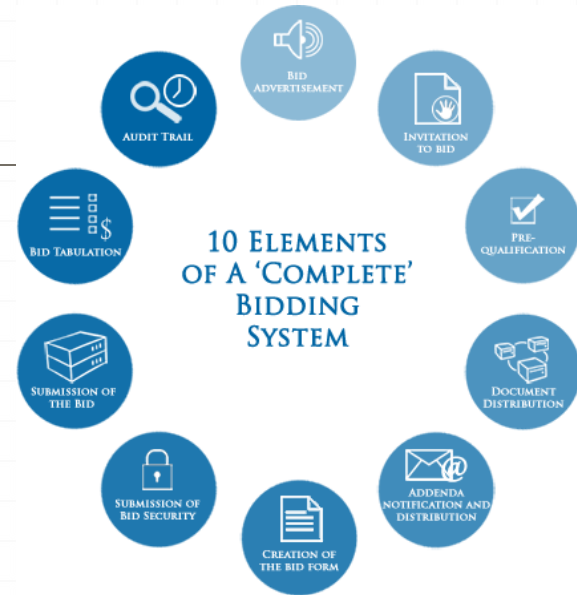 Bid
Advertisement
Invitation
to bid
Pre-
qualification
Document
Distribution
Addenda
notification and
distribution
Creation of
the bid form
Submission of
Bid Security
Submission of
the Bid
Bid Tabulation
$
Audit Trail
10 Elements
of A ‘Complete’
Bidding
System
@